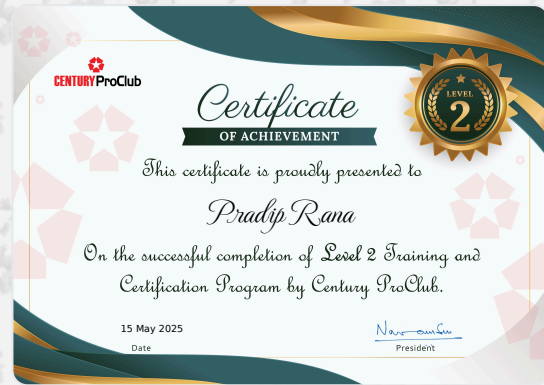 CENTURY ProClub
LEVEL
2
Certificate
OF ACHIEVEMENT
This certificate is proudly presented to
Pradip Rana
On the successful completion of Level 2 Training and
Certification Program by Century ProClub.
15 May 2025
Date
President